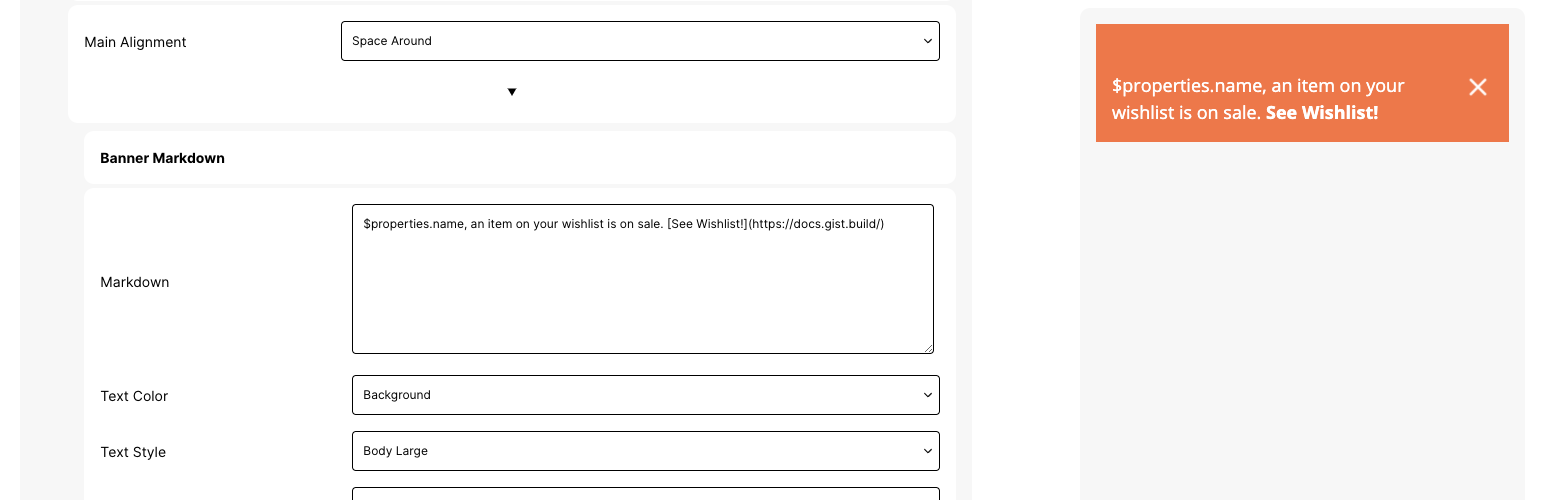 Main Alignment
Space Around
Banner Markdown
Markdown
$properties.name, an item on your wishlist is on sale. [See Wishlist!](https://docs.gist.build/)
Text Color
Background
Text Style
Body Large
$properties.name, an item on your
wishlist is on sale. See Wishlist!